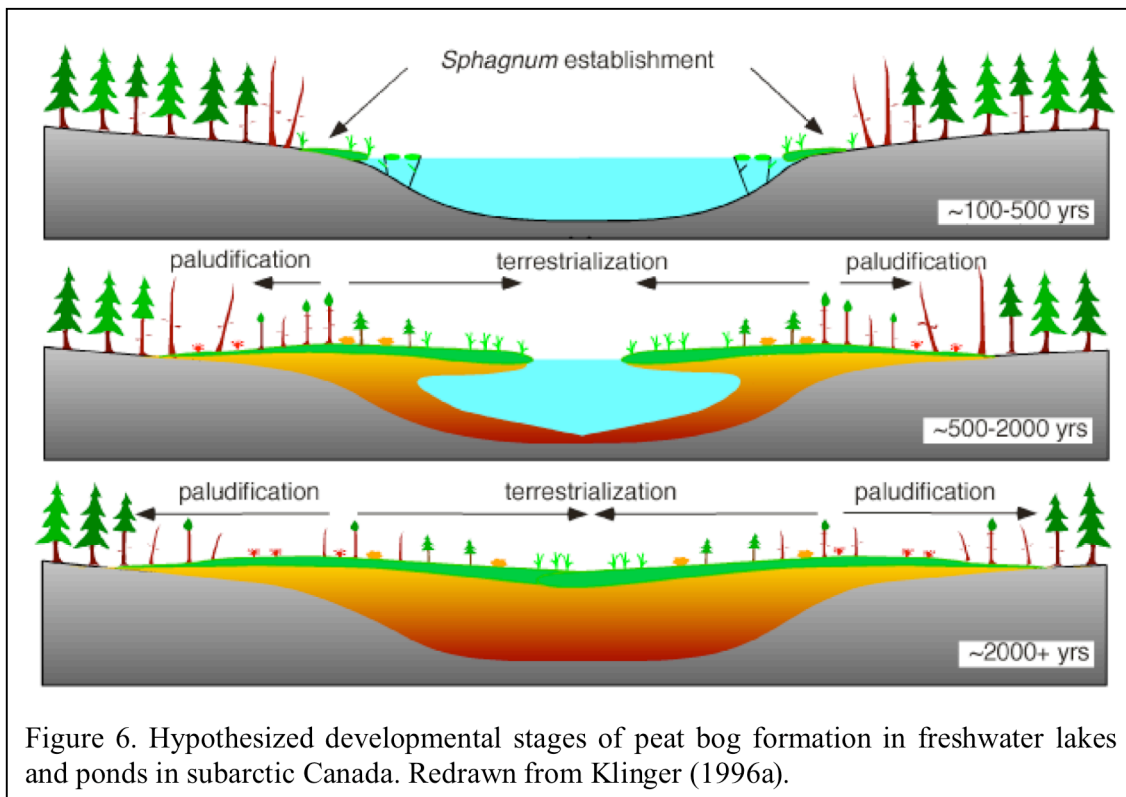 Sphagnum establishment
~100-500 yrs
paludification terrestrialization paludification
~500-2000 yrs
paludification terrestrialization paludification
~2000+ yrs
Figure 6. Hypothesized developmental stages of peat bog formation in freshwater lakes
and ponds in subarctic Canada. Redrawn from Klinger (1996a).